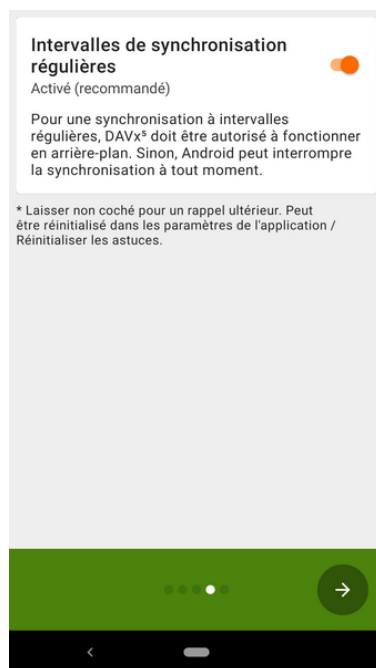 Intervalles de synchronisation
régulières
Activé (recommandé)
Pour une synchronisation à intervalles
régulières, DAVx⁵ doit être autorisé à fonctionner
en arrière-plan. Sinon, Android peut interrompre
la synchronisation à tout moment.
* Laisser non coché pour un rappel ultérieur. Peut
être réinitialisé dans les paramètres de l'application /
Réinitialiser les astuces.